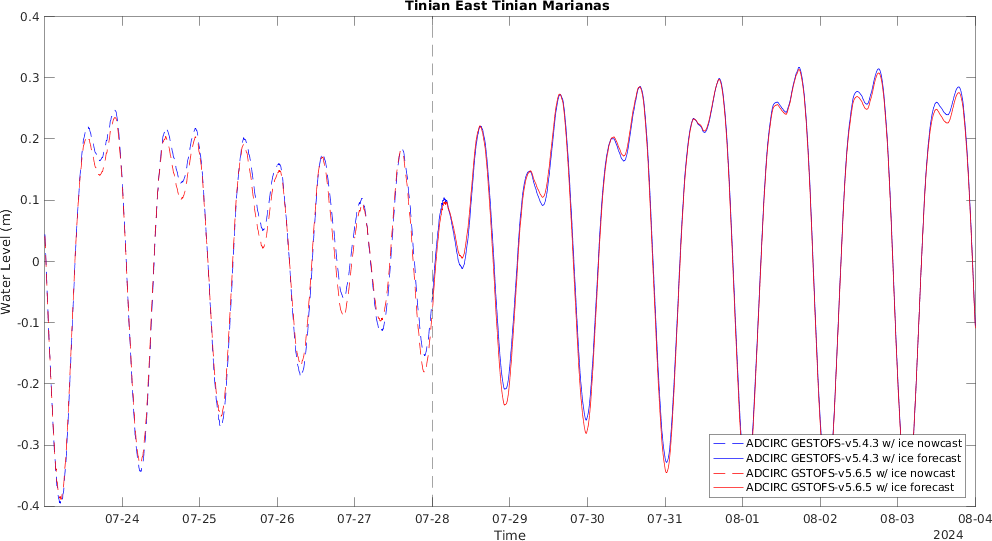 Tinian East Tinian Marianas
0.4
0.3
0.2
0.1
0
-0.1
-0.2
-0.3
-0.4
Water Level (m)
ADCIRC GESTOFS-v5.4.3 w/ ice nowcast
ADCIRC GESTOFS-v5.4.3 w/ ice forecast
ADCIRC GSTOFS-v5.6.5 w/ ice nowcast
ADCIRC GSTOFS-v5.6.5 w/ ice forecast
07-24 07-25 07-26 07-27 07-28 07-29 07-30 07-31 08-01 08-02 08-03 08-04
Time
2024